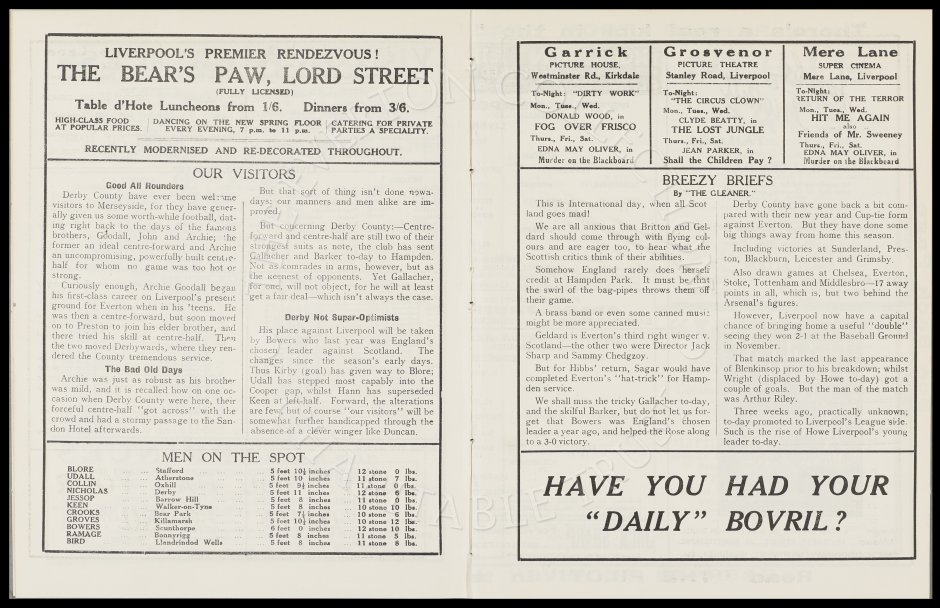 LIVERPOOL'S PREMIER RENDEZVOUS!
THE BEAR'S PAW, LORD STREET
(FULLY LICENSED)
Table d'Hote Luncheons from 1/6. Dinners from 3/6.
HIGH-CLASS FOOD
AT POPULAR PRICES.
DANCING ON THE NEW SPRING FLOOR
EVERY EVENING, 7 p.m. to 11 p.m.
CATERING FOR PRIVATE
PARTIES A SPECIALITY.
RECENTLY MODERNISED AND RE-DECORATED THROUGHOUT.
OUR VISITORS
Good All Rounders
Derby County have ever been welcome
visitors to Merseyside, for they have gener-
ally given us some worth-while football, dat-
ing right back to the days of the famous
brothers, Goodall, John and Archie; the
former an ideal centre-forward and Archie
an uncompromising, powerfully built centre-
half for whom no game was too hot or
strong.
Curiously enough, Archie Goodall began
his first-class career on Liverpool's present
ground for Everton when in his 'teens. He
was then a centre-forward, but soon moved
on to Preston to join his elder brother, and
there tried his skill at centre-half. Then
the two moved Derbywards, where they ren-
dered the County tremendous service.
The Bad Old Days
Archie was just as robust as his brother
was mild, and it is recalled how on one oc-
casion when Derby County were here, their
forceful centre-half "got across" with the
crowd and had a stormy passage to the San-
don Hotel afterwards.
But that sort of thing isn't done nowa-
days; our manners and men alike are im-
proved.
But concerning Derby County:—Centre-
forward and centre-half are still two of their
strongest suits as note, the club has sent
Gallacher and Barker to-day to Hampden.
Not as comrades in arms, however, but as
the keenest of opponents. Yet Gallacher,
for one, will not object, for he will at least
get a fair deal—which isn't always the case.
Derby Not Super-Optimists
His place against Liverpool will be taken
by Bowers who last year was England's
chosen leader against Scotland. The
changes since the season's early days.
Thus Kirby (goal) has given way to Blore;
Udall has stepped most capably into the
Cooper gap, whilst Hann has superseded
Keen at left-half. Forward, the alterations
are few, but of course "our visitors" will be
somewhat further handicapped through the
absence of a clever winger like Duncan.
MEN ON THE SPOT
BLORE ... Stafford ... 5 feet 10½ inches ... 12 stone 0 lbs.
UDALL ... Atherstone ... 5 feet 10 inches ... 11 stone 7 lbs.
COLLIN ... Oxhill ... 5 feet 9½ inches ... 11 stone 0 lbs.
NICHOLAS ... Derby ... 5 feet 11 inches ... 12 stone 6 lbs.
JESSOP ... Barrow Hill ... 5 feet 8 inches ... 11 stone 0 lbs.
KEEN ... Walker-on-Tyne ... 5 feet 8 inches ... 10 stone 10 lbs.
CROOKS ... Bear Park ... 5 feet 7½ inches ... 10 stone 6 lbs.
GROVES ... Killamarsh ... 5 feet 10½ inches ... 10 stone 12 lbs.
BOWERS ... Scunthorpe ... 6 feet 0 inches ... 12 stone 10 lbs.
RAMAGE ... Bonnyrigg ... 5 feet 8 inches ... 11 stone 5 lbs.
BIRD ... Llandrindod Wells ... 5 feet 8 inches ... 11 stone 8 lbs.
Garrick
PICTURE HOUSE,
Westminster Rd., Kirkdale
To-Night: "DIRTY WORK"
Mon., Tues., Wed.
DONALD WOOD, in
FOG OVER FRISCO
Thurs., Fri., Sat.
EDNA MAY OLIVER, in
Murder on the Blackboard
Grosvenor
PICTURE THEATRE
Stanley Road, Liverpool
To-Night:
"THE CIRCUS CLOWN"
Mon., Tues., Wed.
CLYDE BEATTY, in
THE LOST JUNGLE
Thurs., Fri., Sat.
JEAN PARKER, in
Shall the Children Pay?
Mere Lane
SUPER CINEMA
Mere Lane, Liverpool
To-Night:
RETURN OF THE TERROR
Mon., Tues., Wed.
HIT ME AGAIN
also
Friends of Mr. Sweeney
Thurs., Fri., Sat.
EDNA MAY OLIVER, in
Murder on the Blackboard
BREEZY BRIEFS
By "THE GLEANER."
This is International day, when all Scot
land goes mad!
We are all anxious that Britton and Gel-
dard should come through with flying col-
ours and are eager too, to hear what the
Scottish critics think of their abilities.
Somehow England rarely does herself
credit at Hampden Park. It must be that
the swirl of the bag-pipes throws them off
their game.
A brass band or even some canned music
might be more appreciated.
Geldard is Everton's third right winger v.
Scotland—the other two were Director Jack
Sharp and Sammy Chedgzoy.
But for Hibbs' return, Sagar would have
completed Everton's "hat-trick" for Hamp-
den service.
We shall miss the tricky Gallacher to-day,
and the skilful Barker, but do not let us for-
get that Bowers was England's chosen
leader a year ago, and helped the Rose along
to a 3-0 victory.
Derby County have gone back a bit com-
pared with their new year and Cup-tie form
against Everton. But they have done some
big things away from home this season.
Including victories at Sunderland, Pres-
ton, Blackburn, Leicester and Grimsby.
Also drawn games at Chelsea, Everton,
Stoke, Tottenham and Middlesbro—17 away
points in all, which is, but two behind the
Arsenal's figures.
However, Liverpool now have a capital
chance of bringing home a useful "double"
seeing they won 2-1 at the Baseball Ground
in November.
That match marked the last appearance
of Blenkinsop prior to his breakdown; whilst
Wright (displaced by Howe to-day) got a
couple of goals. But the man of the match
was Arthur Riley.
Three weeks ago, practically unknown;
to-day promoted to Liverpool's League side.
Such is the rise of Howe Liverpool's young
leader to-day.
HAVE YOU HAD YOUR
"DAILY" BOVRIL?